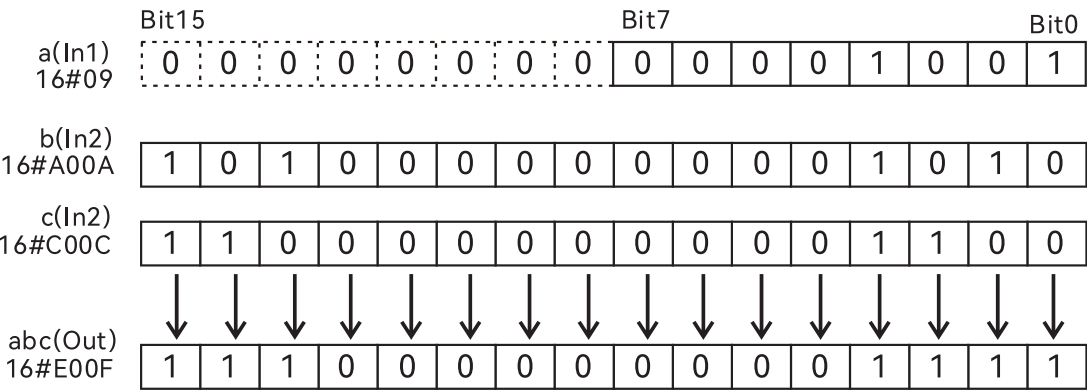 Bit15 Bit7 Bit0
a(In1) 0 0 0 0 0 0 0 0 0 0 0 0 1 0 0 1
16#09
b(In2)
16#A00A 1 0 1 0 0 0 0 0 0 0 0 0 1 0 1 0
c(In2)
16#C00C 1 1 0 0 0 0 0 0 0 0 0 0 1 1 0 0
abc(Out)
16#E00F 1 1 1 0 0 0 0 0 0 0 0 0 1 1 1 1